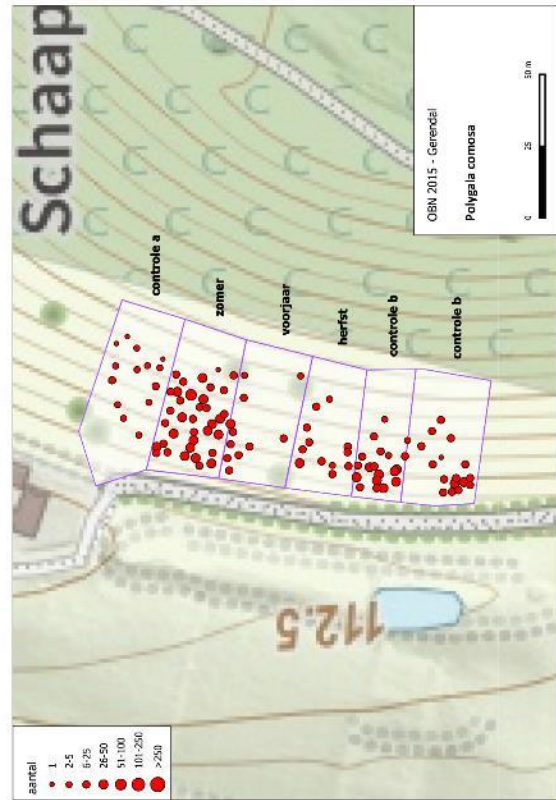 Schaap
controle a
zomer
voorjaar
herfst
controle b
controle b
112.5
OBN 2015 - Gerendal
Polygala comosa
0 25 50 m
aantal
1
2-5
6-25
26-50
51-100
101-250
>250